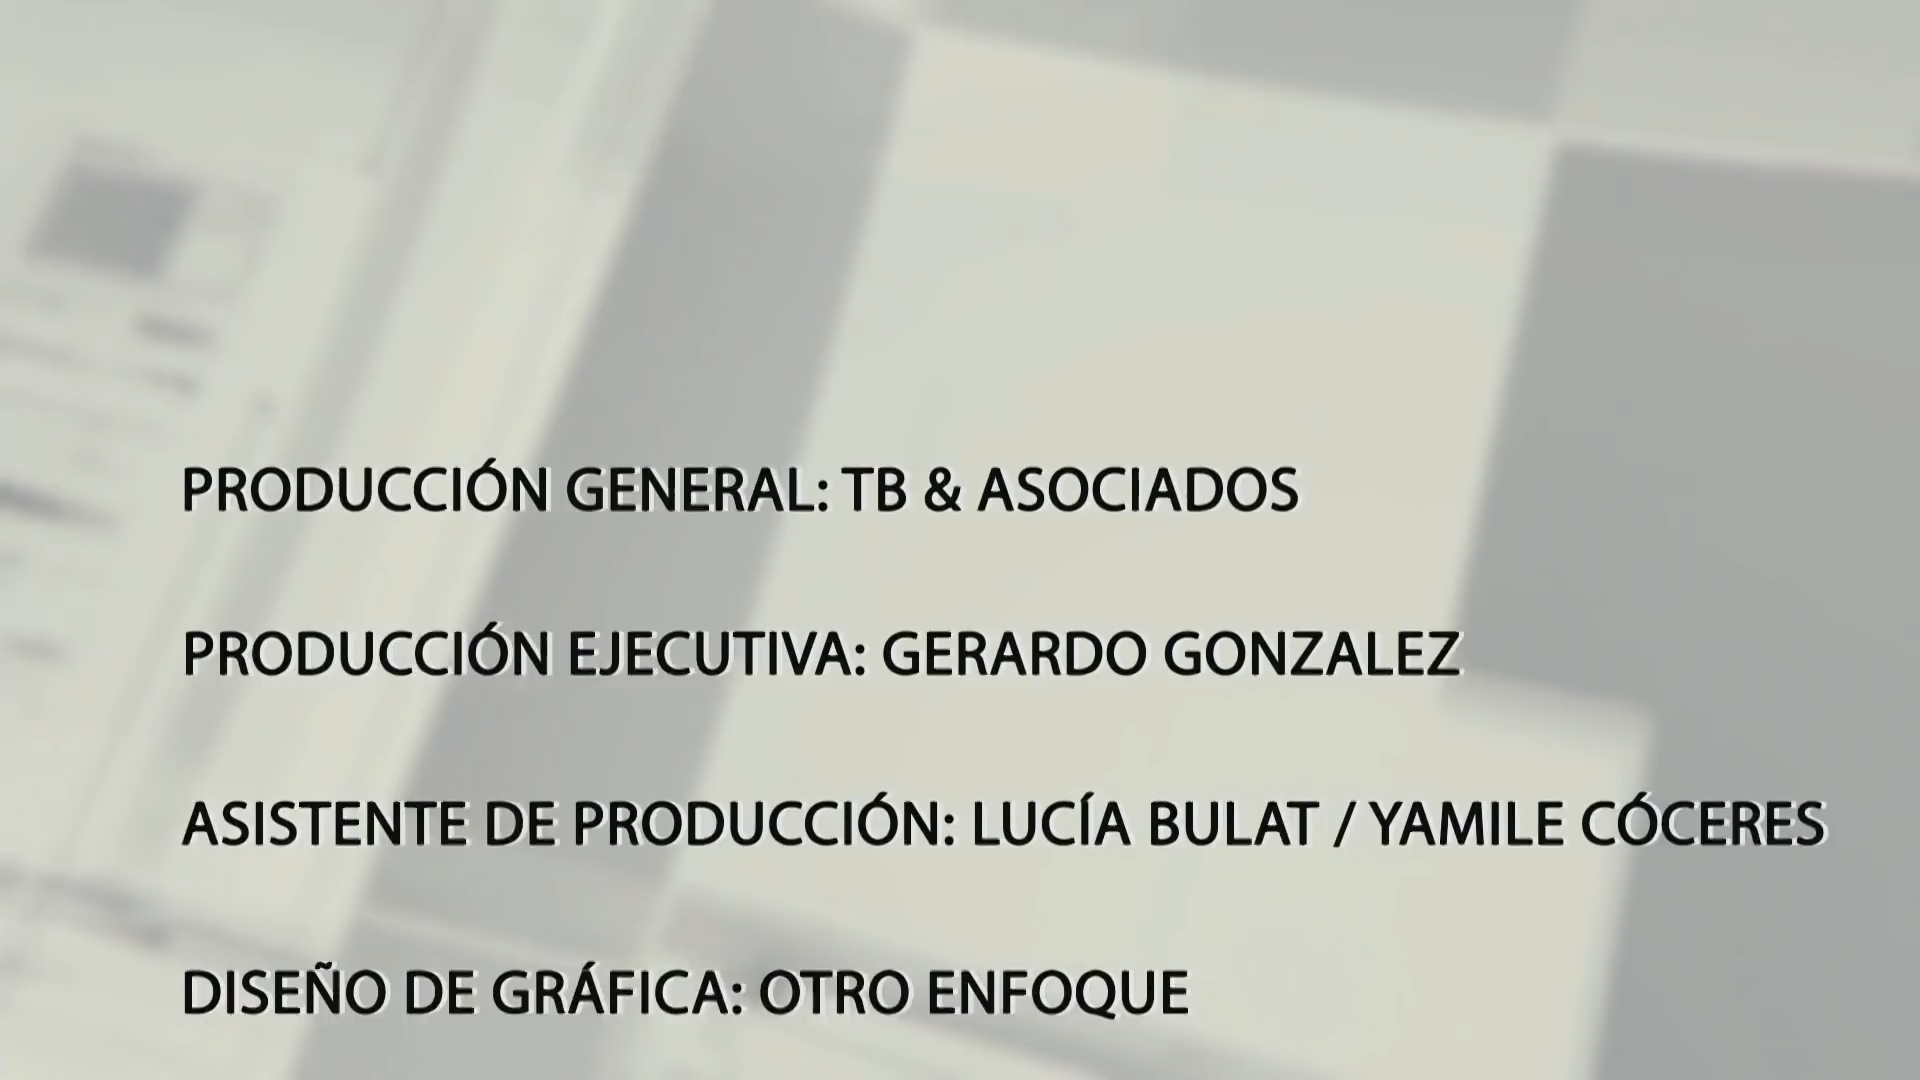 PRODUCCIÓN GENERAL: TB & ASOCIADOS
PRODUCCIÓN EJECUTIVA: GERARDO GONZALEZ
ASISTENTE DE PRODUCCIÓN: LUCÍA BULAT / YAMILE CÓCERES
DISEÑO DE GRÁFICA: OTRO ENFOQUE